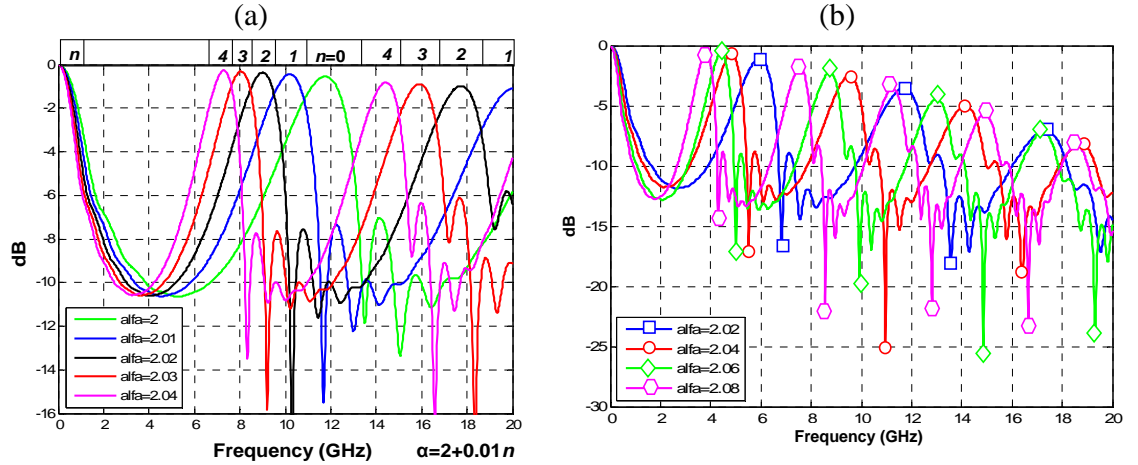 (a)
n 4 3 2 1 n=0 4 3 2 1
0
-2
-4
-6
-8
-10
-12
-14
-16
dB
alfa=2
alfa=2.01
alfa=2.02
alfa=2.03
alfa=2.04
0 2 4 6 8 10 12 14 16 18 20
Frequency (GHz) α=2+0.01n
(b)
0
-5
-10
-15
-20
-25
-30
dB
alfa=2.02
alfa=2.04
alfa=2.06
alfa=2.08
0 2 4 6 8 10 12 14 16 18 20
Frequency (GHz)